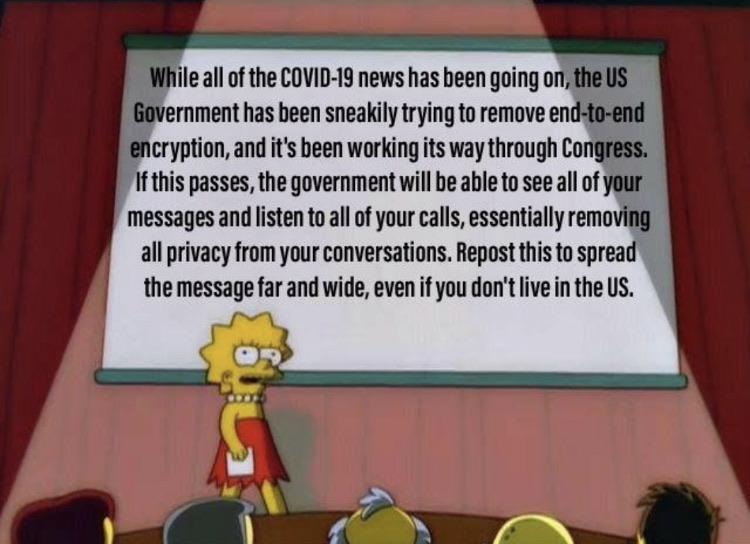 While all of the COVID-19 news has been going on, the US
Government has been sneakily trying to remove end-to-end
encryption, and it's been working its way through Congress.
If this passes, the government will be able to see all of your
messages and listen to all of your calls, essentially removing
all privacy from your conversations. Repost this to spread
the message far and wide, even if you don't live in the US.